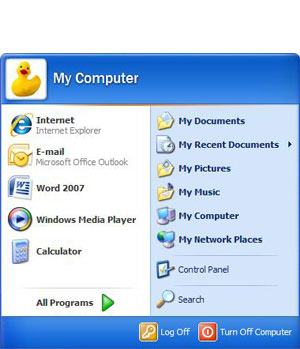 My Computer
Internet
Internet Explorer
E-mail
Microsoft Office Outlook
Word 2007
Windows Media Player
Calculator
All Programs
My Documents
My Recent Documents
My Pictures
My Music
My Computer
My Network Places
Control Panel
Search
Log Off
Turn Off Computer